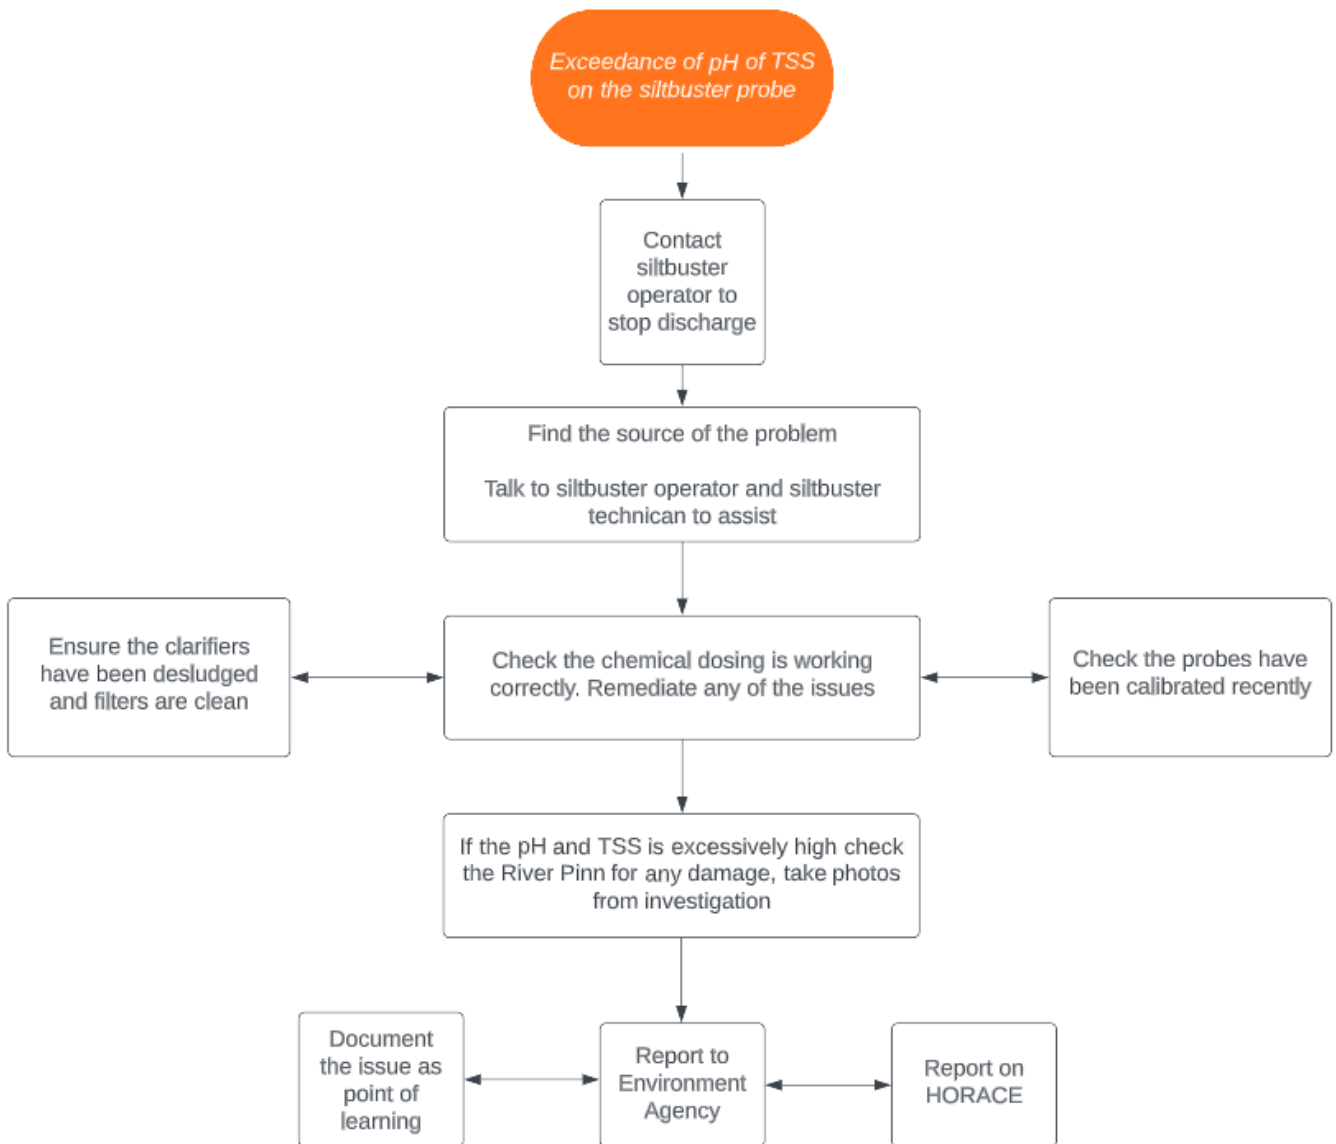 Exceedance of pH of TSS
on the siltbuster probe
Contact
siltbuster
operator to
stop discharge
Find the source of the problem
Talk to siltbuster operator and siltbuster
technican to assist
Ensure the clarifiers
have been desludged
and filters are clean
Check the chemical dosing is working
correctly. Remediate any of the issues
Check the probes have
been calibrated recently
If the pH and TSS is excessively high check
the River Pinn for any damage, take photos
from investigation
Document
the issue as
point of
learning
Report to
Environment
Agency
Report on
HORACE